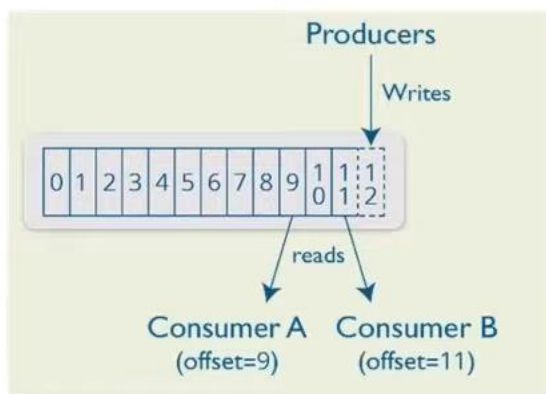 Producers
Writes
0 1 2 3 4 5 6 7 8 9 10 11 12
reads
Consumer A Consumer B
(offset=9) (offset=11)